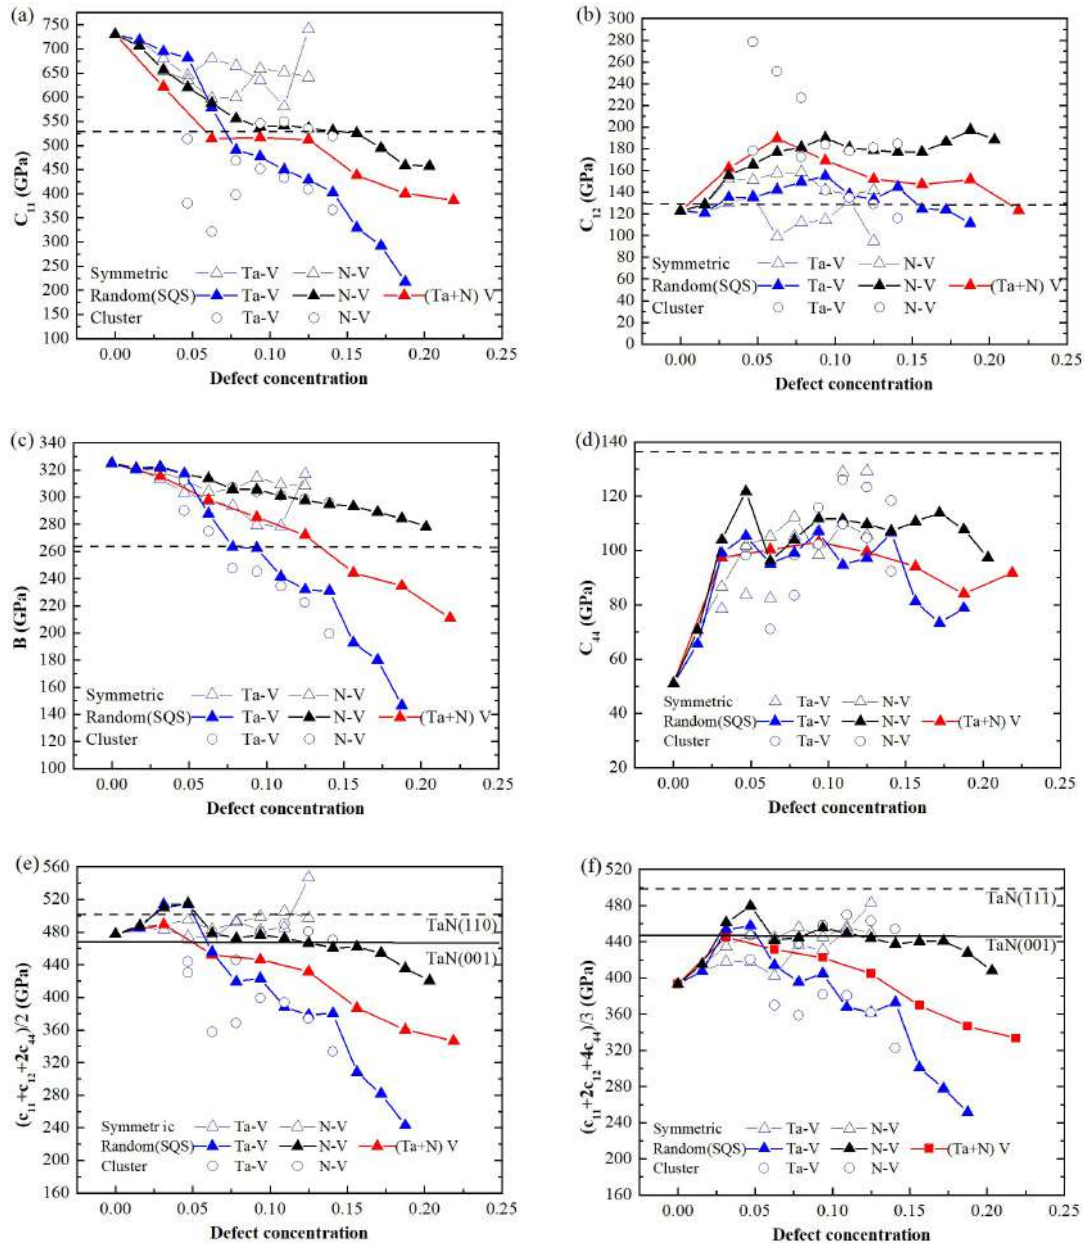 (a)
750
700
650
600
550
500
450
400
350
300
250
200
150
100
C11 (GPa)
Symmetric Ta-V N-V
Random(SQS) Ta-V N-V (Ta+N) V
Cluster Ta-V N-V
0.00 0.05 0.10 0.15 0.20 0.25
Defect concentration
(b)
300
280
260
240
220
200
180
160
140
120
100
80
60
40
20
0
C12 (GPa)
Symmetric Ta-V N-V
Random(SQS) Ta-V N-V (Ta+N) V
Cluster Ta-V N-V
0.00 0.05 0.10 0.15 0.20 0.25
Defect concentration
(c)
340
320
300
280
260
240
220
200
180
160
140
120
100
B (GPa)
Symmetric Ta-V N-V
Random(SQS) Ta-V N-V (Ta+N) V
Cluster Ta-V N-V
0.00 0.05 0.10 0.15 0.20 0.25
Defect concentration
(d)
140
120
100
80
60
40
20
C44 (GPa)
Symmetric Ta-V N-V
Random(SQS) Ta-V N-V (Ta+N) V
Cluster Ta-V N-V
0.00 0.05 0.10 0.15 0.20 0.25
Defect concentration
(e)
560
520
480
440
400
360
320
280
240
200
160
(c11+c12+2c44)/2 (GPa)
TaN(110)
TaN(001)
Symmetric Ta-V N-V
Random(SQS) Ta-V N-V (Ta+N) V
Cluster Ta-V N-V
0.00 0.05 0.10 0.15 0.20 0.25
Defect concentration
(f)
520
480
440
400
360
320
280
240
200
160
(c11+2c12+4c44)/3 (GPa)
TaN(111)
TaN(001)
Symmetric Ta-V N-V
Random(SQS) Ta-V N-V (Ta+N) V
Cluster Ta-V N-V
0.00 0.05 0.10 0.15 0.20 0.25
Defect concentration